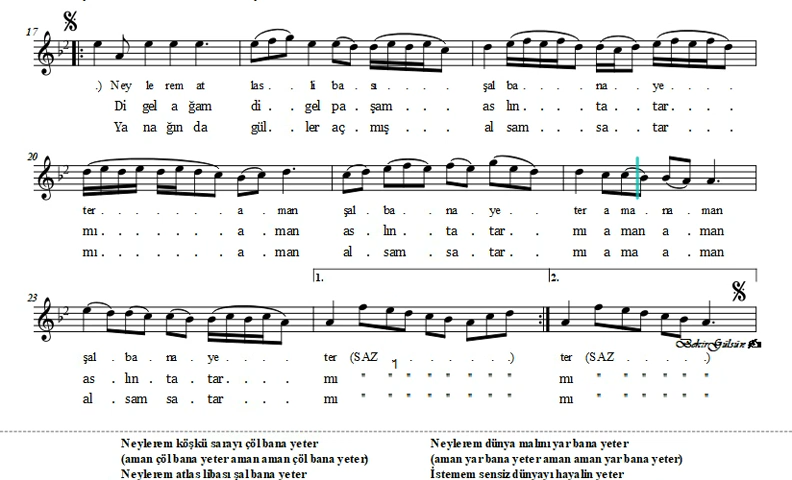 17
.) Ney le rem at las . li ba . sı . . . şal ba . . . na . ye . . . .
Di gel a ğam di . gel pa . şam . . . as lın . . . ta . tar . . . .
Ya na ğın da gül . . ler aç . mış . . . al sam . . . sa . tar . . . .
20
ter . . . . . . . a . man şal . ba . na . ye . ter a ma . na . man
mı . . . . . . . a . man as . lın . ta . tar . mı a man a . man
mı . . . . . . . a . man al . sam . sa . tar . mı a man a . man
23
1.
2.
şal . ba . na . ye . . . ter (SAZ . . . . . . .) ter (SAZ . . . . .)
as . lın . ta . tar . . . mı " " " " " " " mı " " " " " "
al . sam sa . tar . . . mı " " " " " " " mı " " " " " "
Bekir Gülsün
Neylerem köşkü sarayı çöl bana yeter
(aman çöl bana yeter aman aman çöl bana yeter)
Neylerem atlas libası şal bana yeter
Neylerem dünya malını yar bana yeter
(aman yar bana yeter aman aman yar bana yeter)
İstemem sensiz dünyayı hayalin yeter